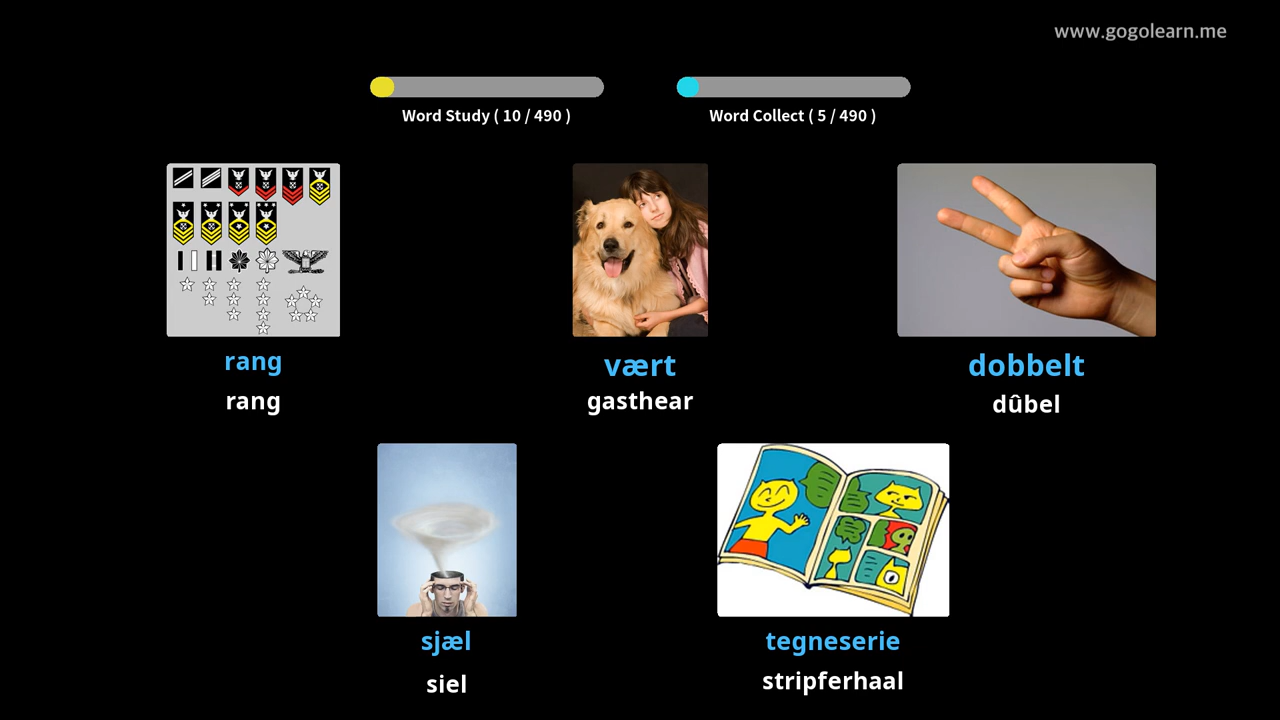 www.gogolearn.me
Word Study ( 10 / 490 )
Word Collect ( 5 / 490 )
rang
rang
vært
gasthear
dobbelt
dûbel
sjæl
siel
tegneserie
stripferhaal